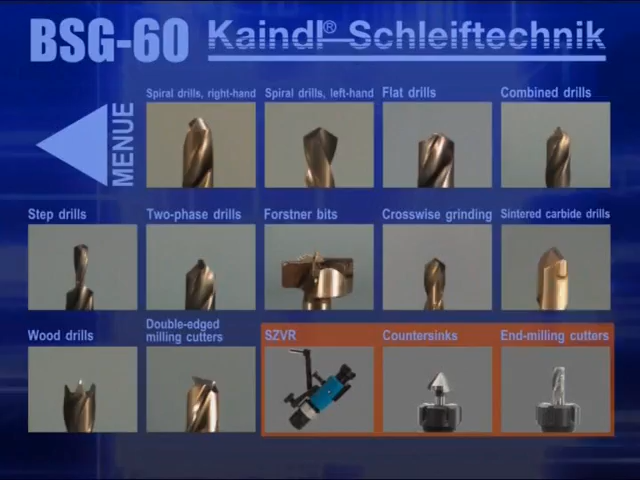 BSG-60 Kaindl® Schleiftechnik
MENUE
Spiral drills, right-hand
Spiral drills, left-hand
Flat drills
Combined drills
Step drills
Two-phase drills
Forstner bits
Crosswise grinding
Sintered carbide drills
Wood drills
Double-edged
milling cutters
SZVR
Countersinks
End-milling cutters